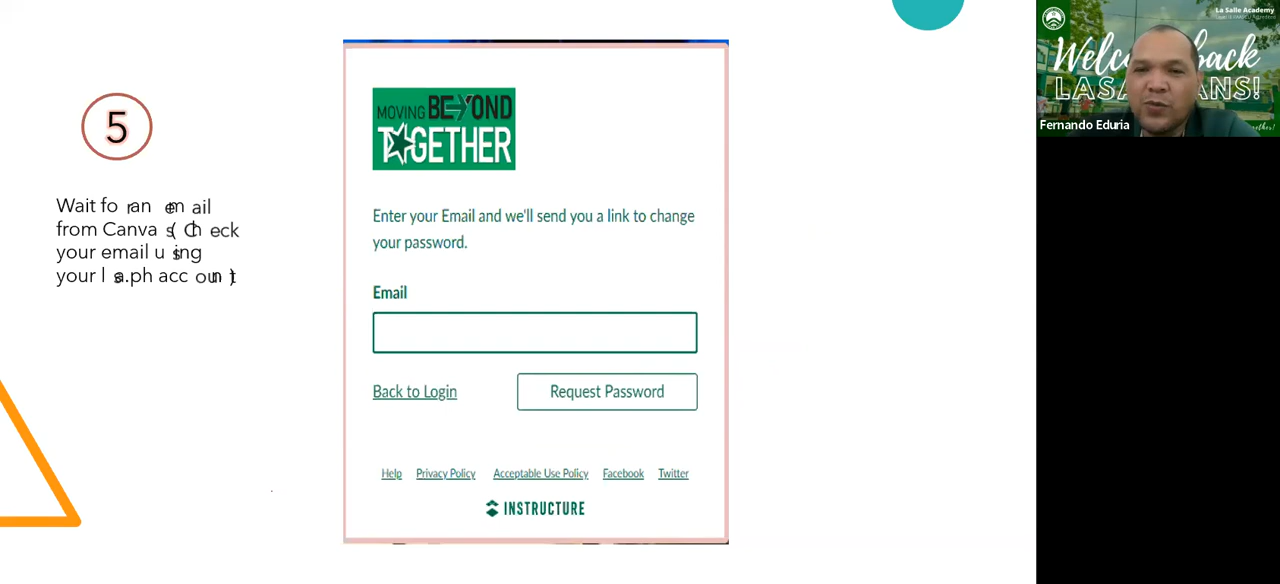 5
Wait for an email
from Canvas (Check
your email using
your lsa.ph account)
MOVING BEYOND
TOGETHER
Enter your Email and we'll send you a link to change
your password.
Email
Back to Login
Request Password
Help Privacy Policy Acceptable Use Policy Facebook Twitter
INSTRUCTURE
La Salle Academy
Welcome back
LASALLIANS!
Fernando Eduria